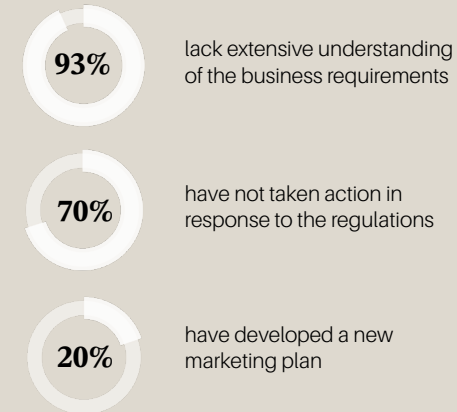 93%
lack extensive understanding
of the business requirements
70%
have not taken action in
response to the regulations
20%
have developed a new
marketing plan